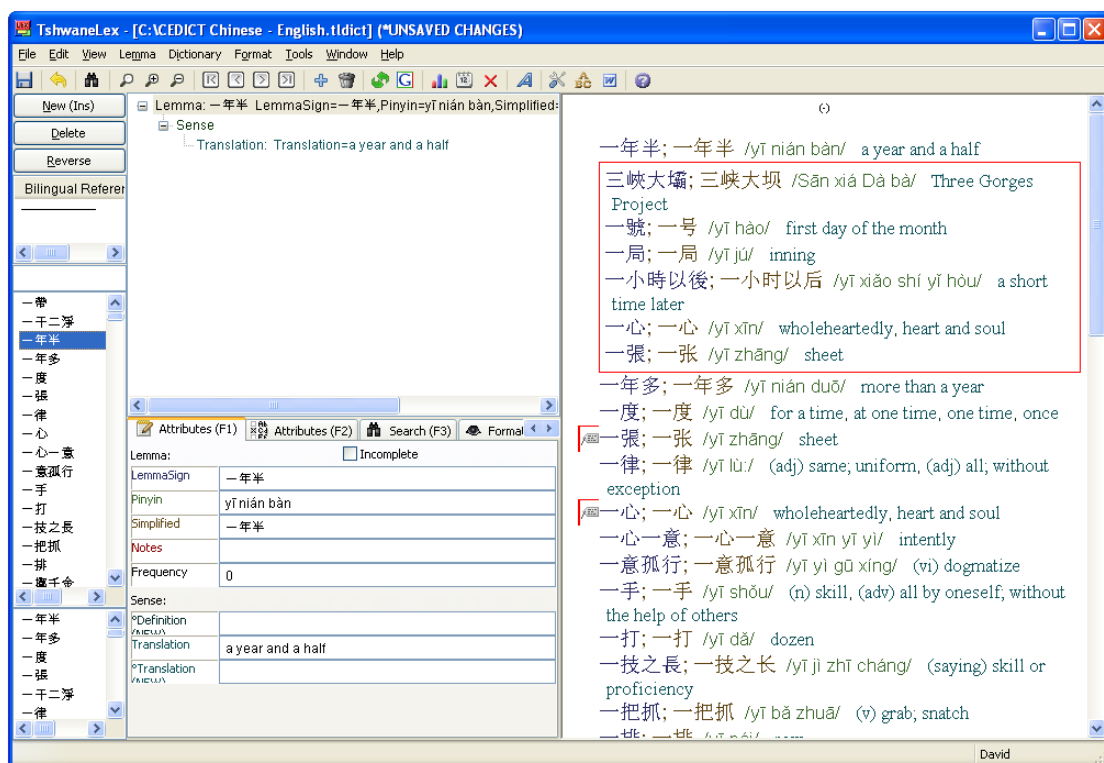 TshwaneLex - [C:\CEDICT Chinese - English.tldict] (*UNSAVED CHANGES)
File Edit View Lemma Dictionary Format Tools Window Help
New (Ins)
Delete
Reverse
Bilingual Referer
一帶
一干二淨
一年半
一年多
一度
一張
一律
一心
一心一意
一意孤行
一手
一打
一技之長
一把抓
一排
一擲千金
一年半
一年多
一度
一張
一干二淨
一律
Lemma: 一年半 LemmaSign=一年半,Pinyin=yī nián bàn,Simplified=
Sense
Translation: Translation=a year and a half
Attributes (F1) Attributes (F2) Search (F3) Format
Lemma: Incomplete
LemmaSign 一年半
Pinyin yī nián bàn
Simplified 一年半
Notes
Frequency 0
Sense:
°Definition (NEW)
Translation a year and a half
°Translation (NEW)
(-)
一年半; 一年半 /yī nián bàn/ a year and a half
三峽大壩; 三峡大坝 /Sān xiá Dà bà/ Three Gorges
Project
一號; 一号 /yī hào/ first day of the month
一局; 一局 /yī jú/ inning
一小時以後; 一小时以后 /yī xiǎo shí yǐ hòu/ a short
time later
一心; 一心 /yī xīn/ wholeheartedly, heart and soul
一張; 一张 /yī zhāng/ sheet
一年多; 一年多 /yī nián duō/ more than a year
一度; 一度 /yī dù/ for a time, at one time, one time, once
一張; 一张 /yī zhāng/ sheet
一律; 一律 /yī lù:/ (adj) same; uniform, (adj) all; without
exception
一心; 一心 /yī xīn/ wholeheartedly, heart and soul
一心一意; 一心一意 /yī xīn yī yì/ intently
一意孤行; 一意孤行 /yī yì gū xíng/ (vi) dogmatize
一手; 一手 /yī shǒu/ (n) skill, (adv) all by oneself; without
the help of others
一打; 一打 /yī dǎ/ dozen
一技之長; 一技之长 /yī jì zhī cháng/ (saying) skill or
proficiency
一把抓; 一把抓 /yī bǎ zhuā/ (v) grab; snatch
一排; 一排 /yī pái/ row
David